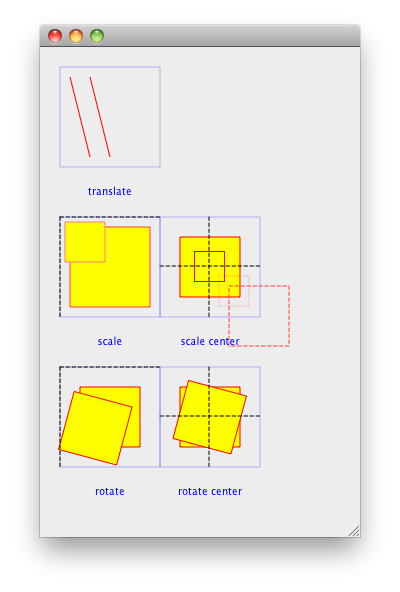 translate
scale
scale center
rotate
rotate center